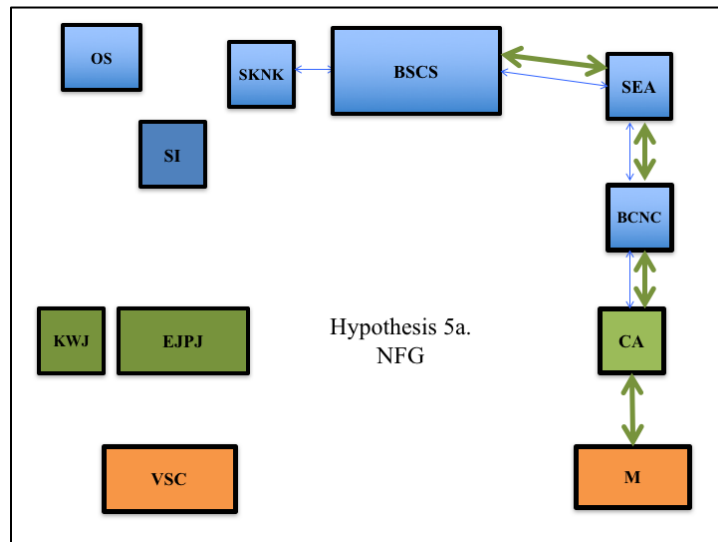 OS
SKNK
BSCS
SEA
SI
BCNC
KWJ
EJPJ
Hypothesis 5a.
NFG
CA
VSC
M